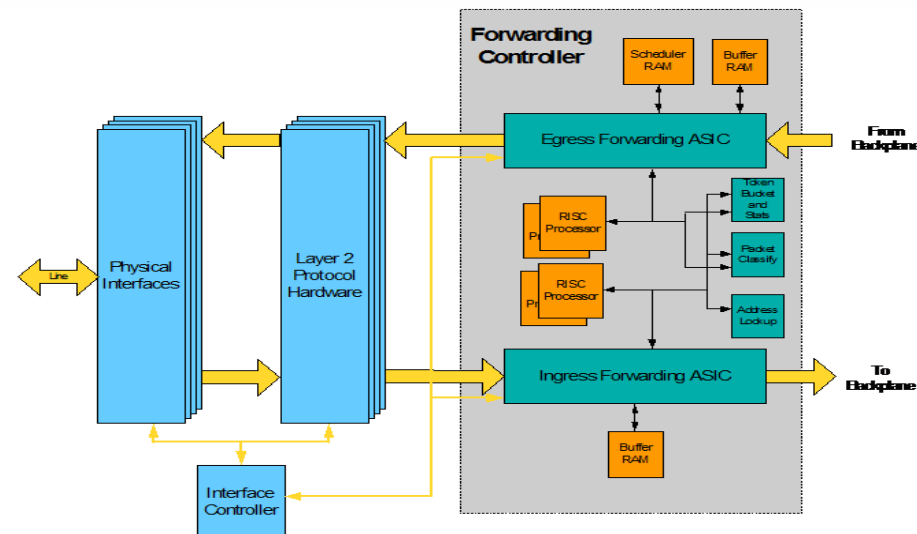 Forwarding
Controller
Scheduler
RAM
Buffer
RAM
Egress Forwarding ASIC
From
Backplane
Token
Bucket
and
Stats
RISC
Processor
Packet
Classify
Physical
Interfaces
Layer 2
Protocol
Hardware
Line
RISC
Processor
Address
Lookup
Ingress Forwarding ASIC
To
Backplane
Buffer
RAM
Interface
Controller